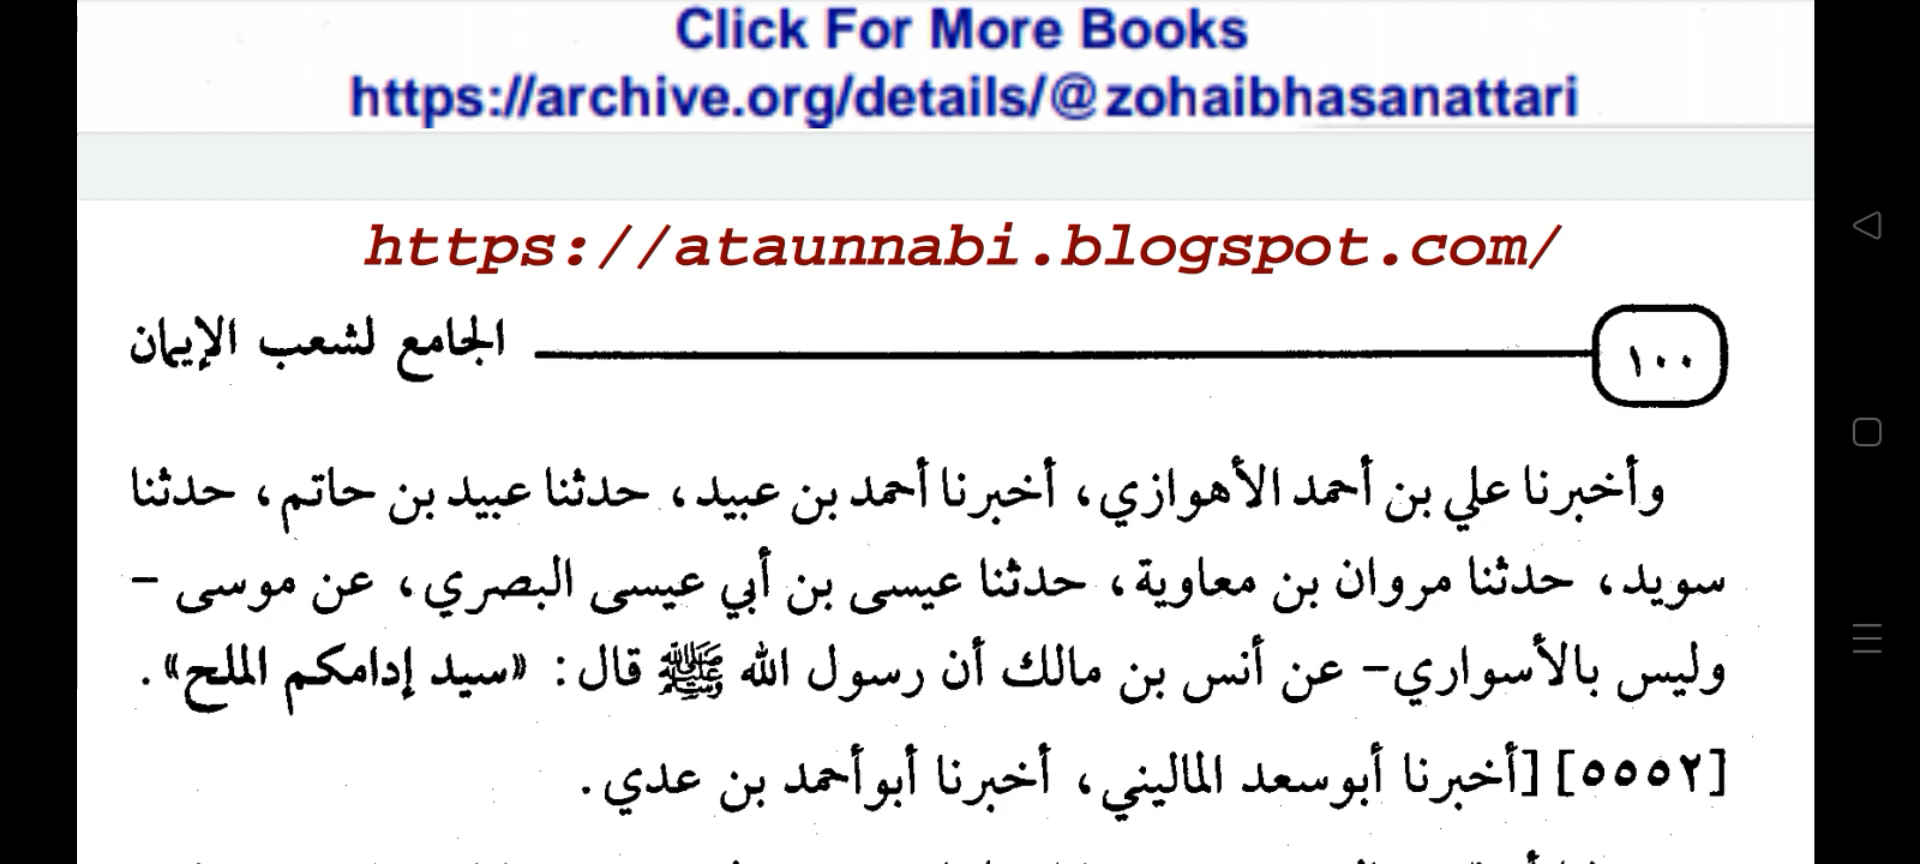 Click For More Books
https://archive.org/details/@zohaibhasanattari
https://ataunnabi.blogspot.com/
١٠٠ الجامع لشعب الإيمان
وأخبرنا علي بن أحمد الأهوازي، أخبرنا أحمد بن عبيد، حدثنا عبيد بن حاتم، حدثنا
سويد، حدثنا مروان بن معاوية، حدثنا عيسى بن أبي عيسى البصري، عن موسى –
وليس بالأسواري– عن أنس بن مالك أن رسول الله ﷺ قال: «سيد إدامكم الملح».
[٥٥٥٢] [أخبرنا أبوسعد الماليني، أخبرنا أبوأحمد بن عدي.